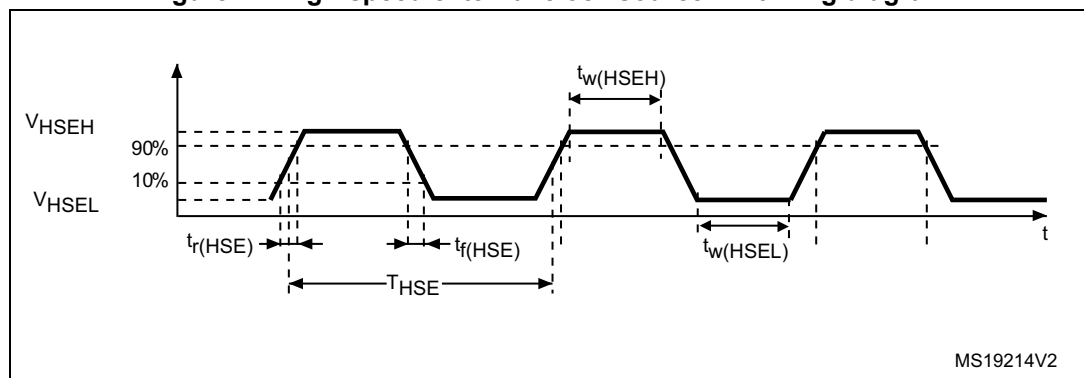 tw(HSEH)
VHSEH
90%
10%
VHSEL
tr(HSE)
tf(HSE)
tw(HSEL)
t
THSE
MS19214V2